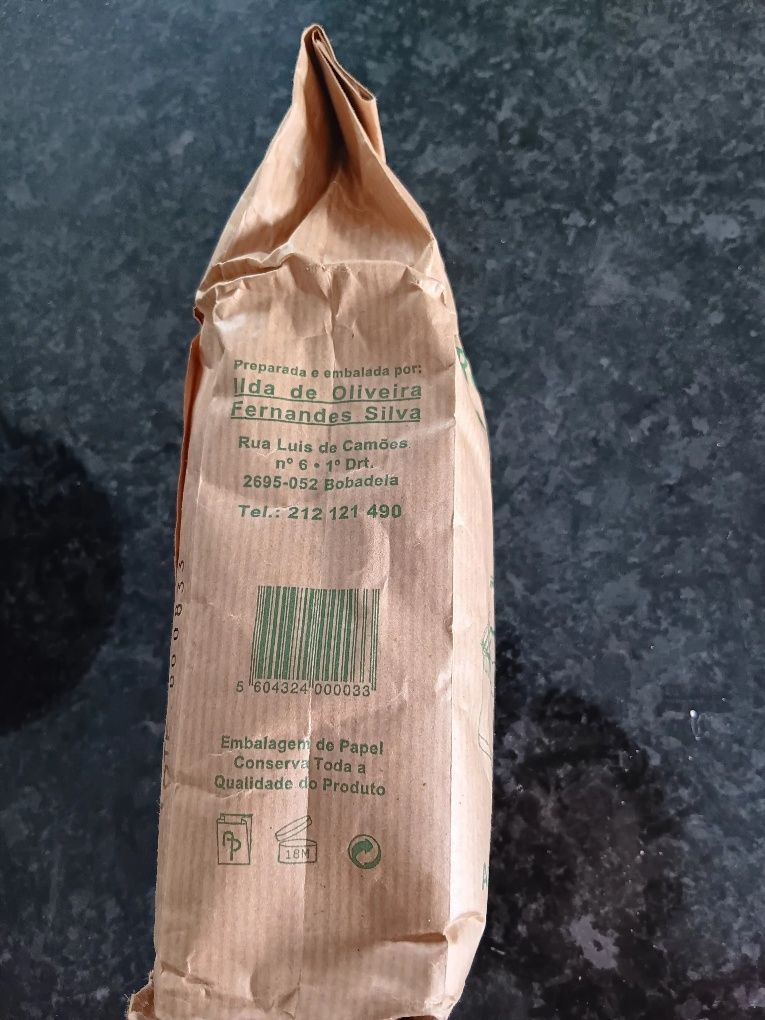 Preparada e embalada por:
Ilda de Oliveira
Fernandes Silva
Rua Luis de Camões
nº 6 • 1º Drt.
2695-052 Bobadela
Tel.: 212 121 490
5 604324 000033
Embalagem de Papel
Conserva Toda a
Qualidade do Produto
18M